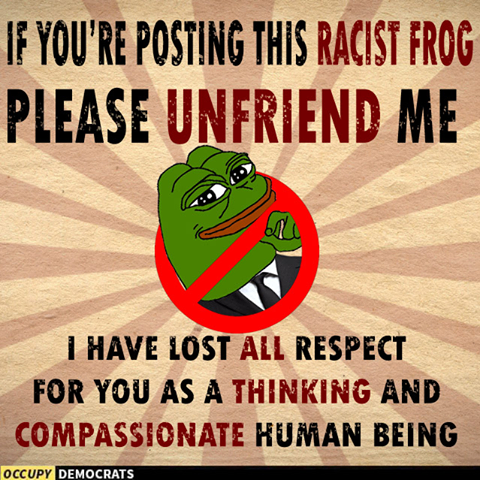 IF YOU'RE POSTING THIS RACIST FROG
PLEASE UNFRIEND ME
I HAVE LOST ALL RESPECT
FOR YOU AS A THINKING AND
COMPASSIONATE HUMAN BEING
OCCUPY DEMOCRATS